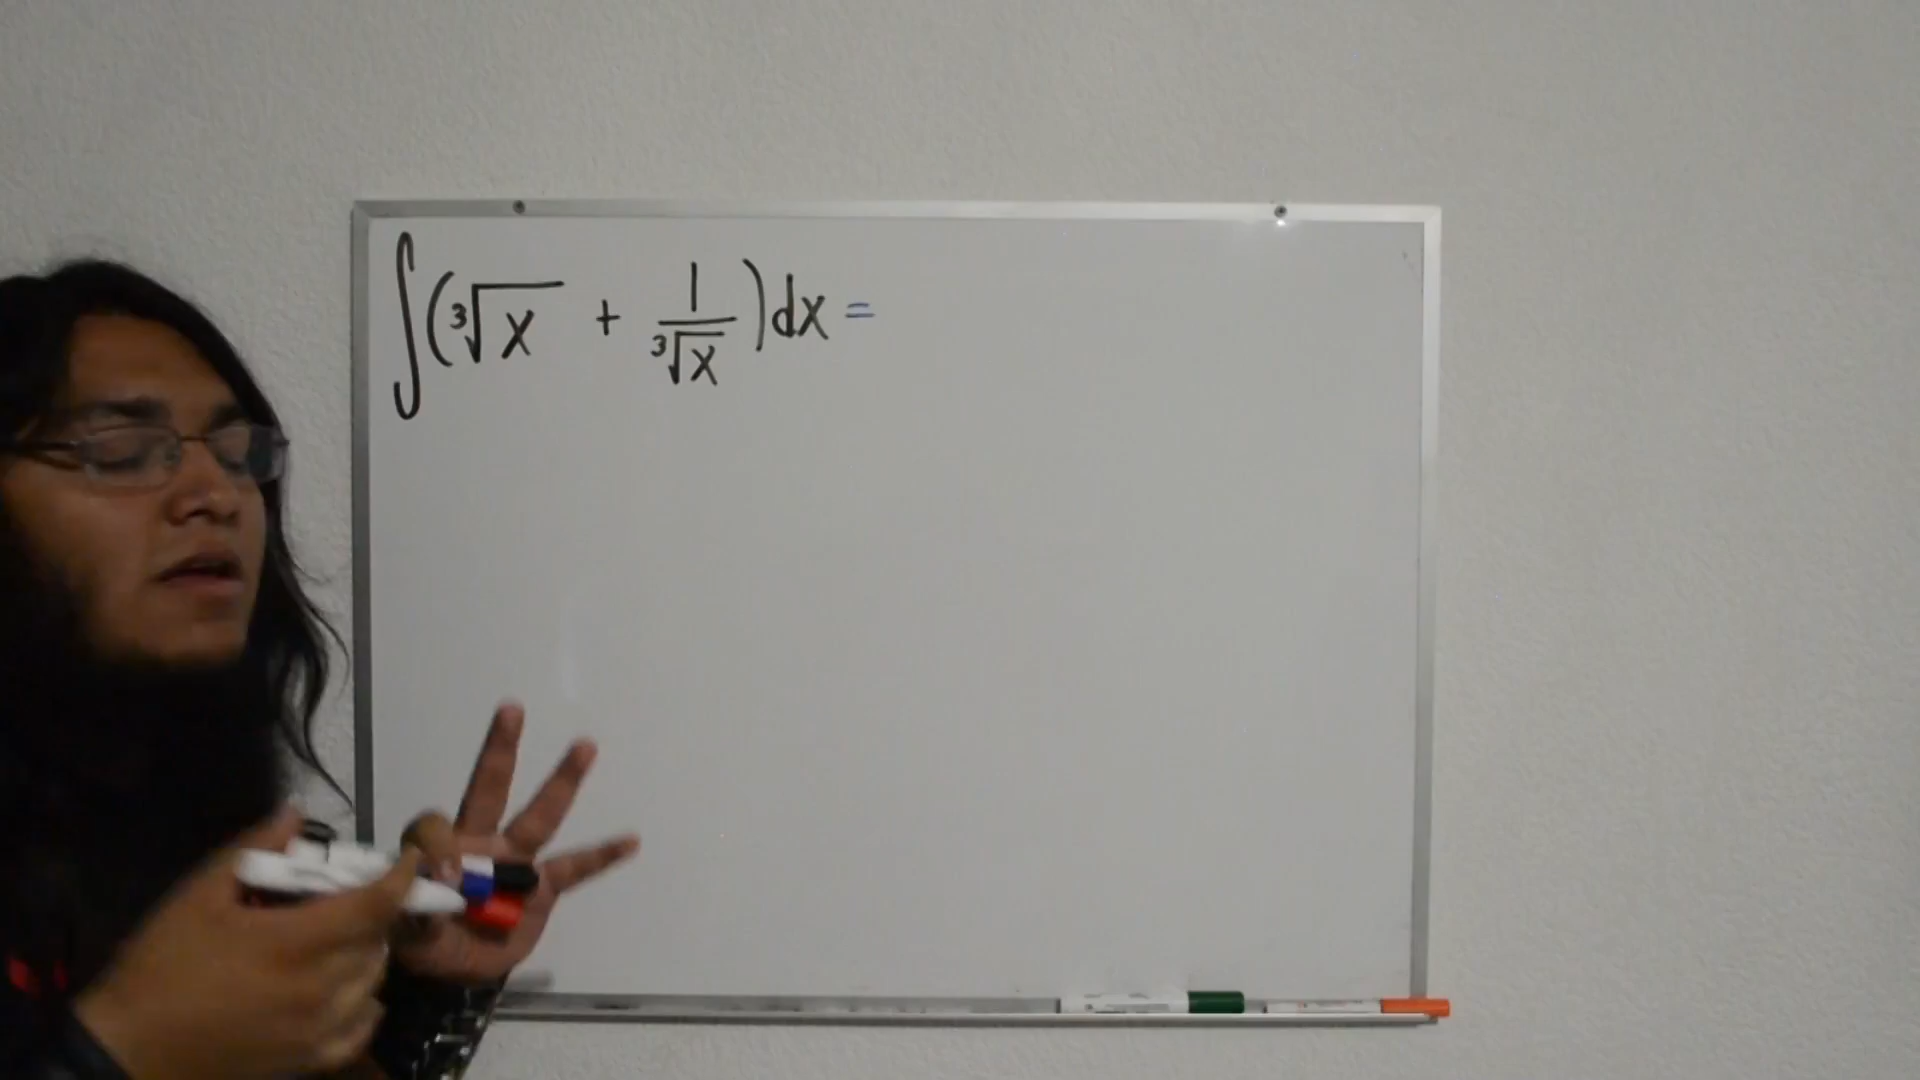 ∫(∛x + 1/∛x)dx =